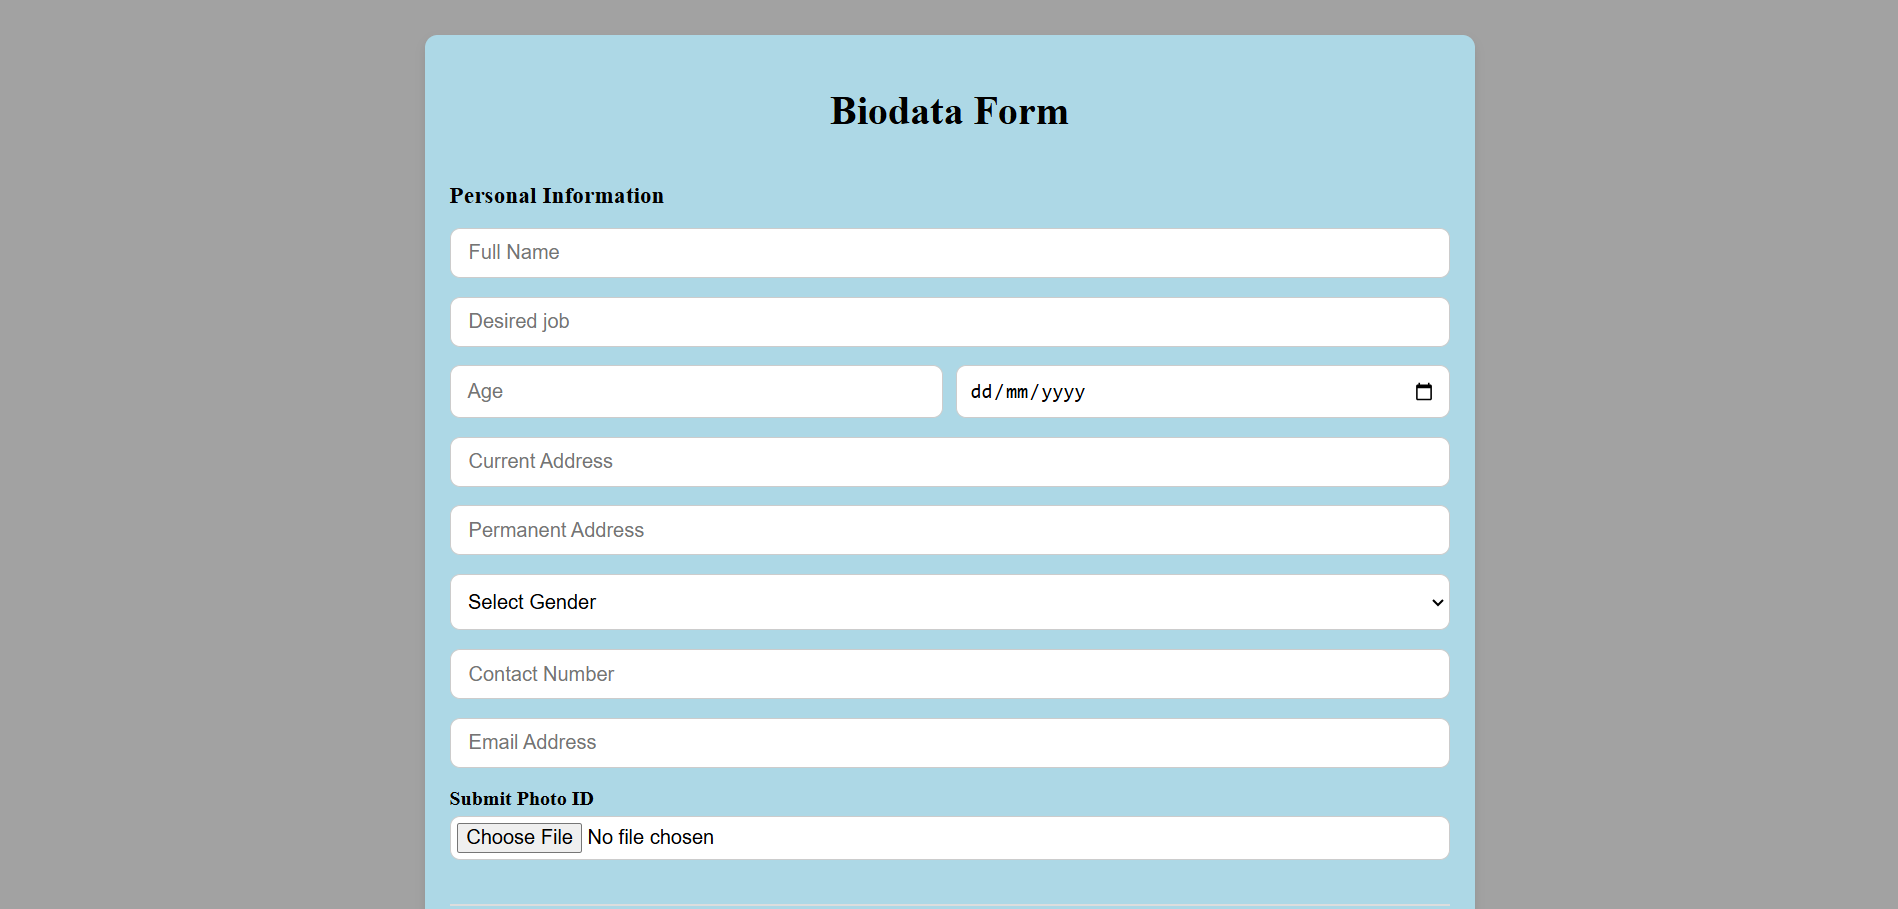 Biodata Form
Personal Information
Full Name
Desired job
Age dd/mm/yyyy
Current Address
Permanent Address
Select Gender
Contact Number
Email Address
Submit Photo ID
Choose File No file chosen